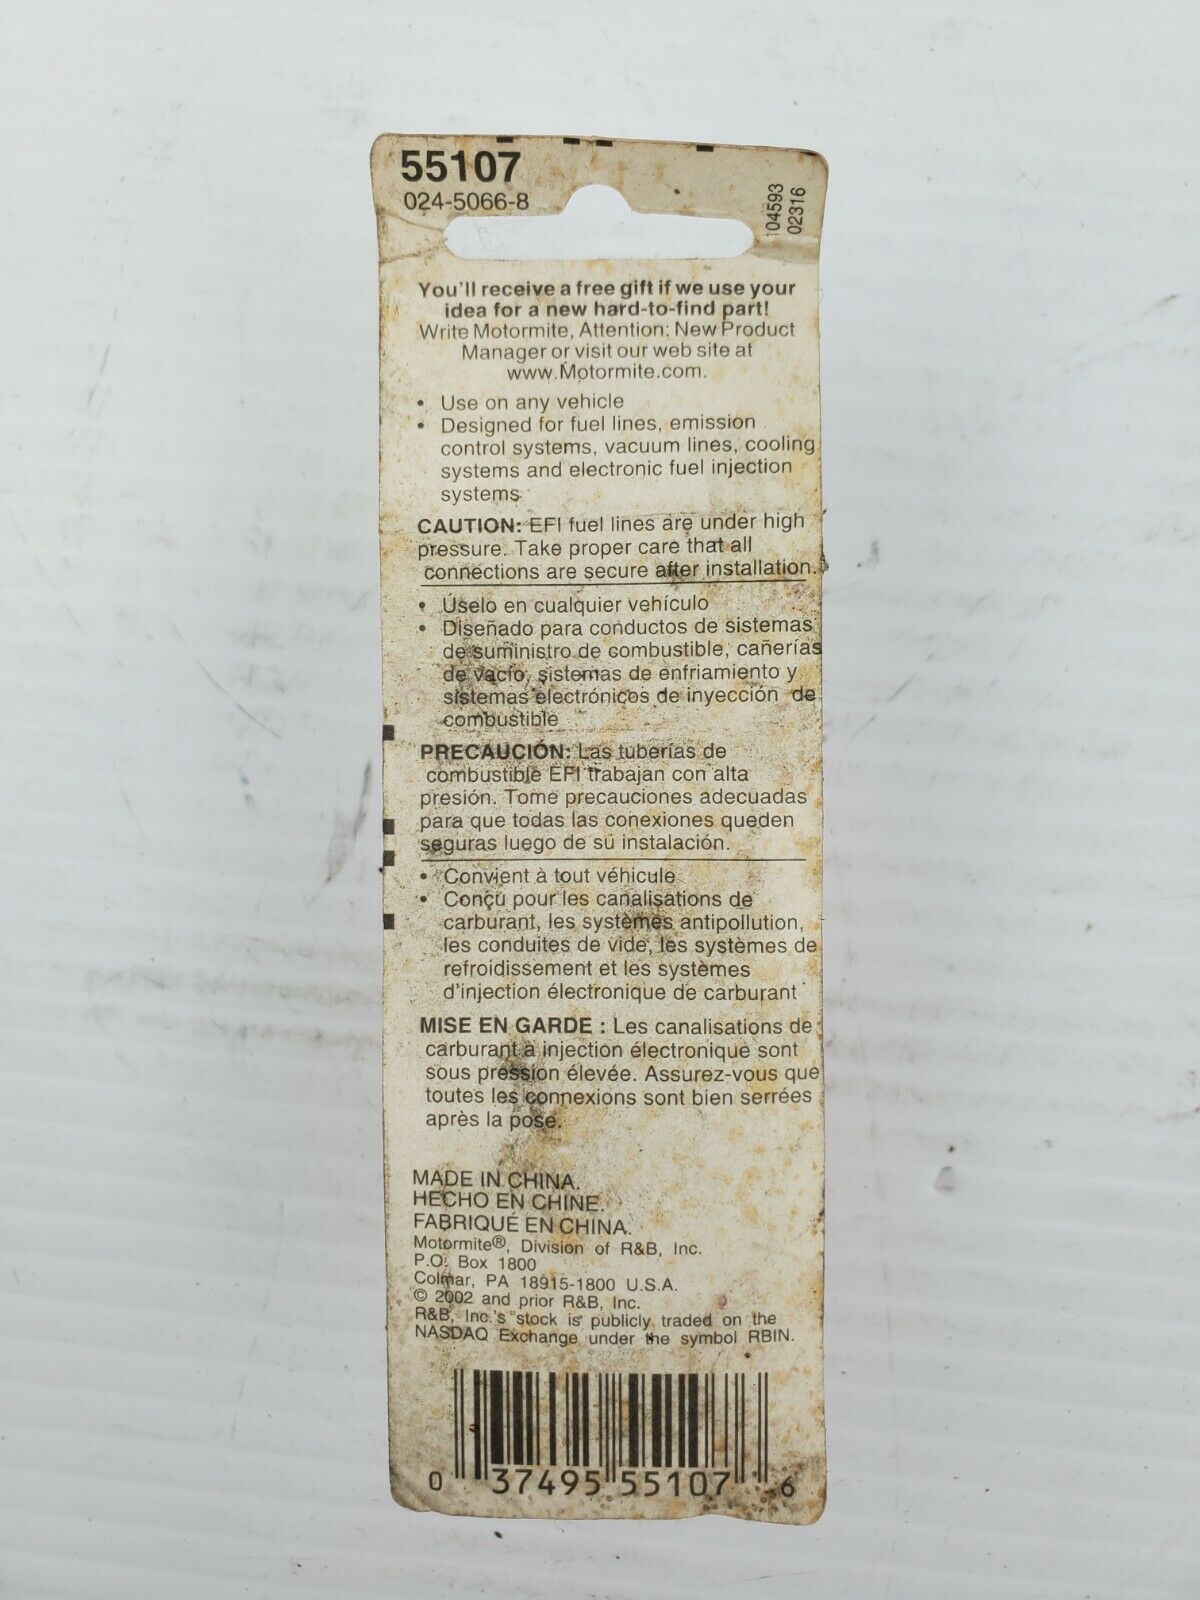 55107
024-5066-8
104593
02316
You'll receive a free gift if we use your
idea for a new hard-to-find part!
Write Motormite, Attention: New Product
Manager or visit our web site at
www.Motormite.com.
• Use on any vehicle
• Designed for fuel lines, emission
control systems, vacuum lines, cooling
systems and electronic fuel injection
systems
CAUTION: EFI fuel lines are under high
pressure. Take proper care that all
connections are secure after installation.
• Úselo en cualquier vehículo
• Diseñado para conductos de sistemas
de suministro de combustible, cañerías
de vacío, sistemas de enfriamiento y
sistemas electrónicos de inyección de
combustible
PRECAUCIÓN: Las tuberías de
combustible EFI trabajan con alta
presión. Tome precauciones adecuadas
para que todas las conexiones queden
seguras luego de su instalación.
• Convient à tout véhicule
• Conçu pour les canalisations de
carburant, les systèmes antipollution,
les conduites de vide, les systèmes de
refroidissement et les systèmes
d'injection électronique de carburant
MISE EN GARDE : Les canalisations de
carburant à injection électronique sont
sous pression élevée. Assurez-vous que
toutes les connexions sont bien serrées
après la pose.
MADE IN CHINA.
HECHO EN CHINE.
FABRIQUÉ EN CHINA.
Motormite®, Division of R&B, Inc.
P.O. Box 1800
Colmar, PA 18915-1800 U.S.A.
© 2002 and prior R&B, Inc.
R&B, Inc.'s stock is publicly traded on the
NASDAQ Exchange under the symbol RBIN.
0 37495 55107 6